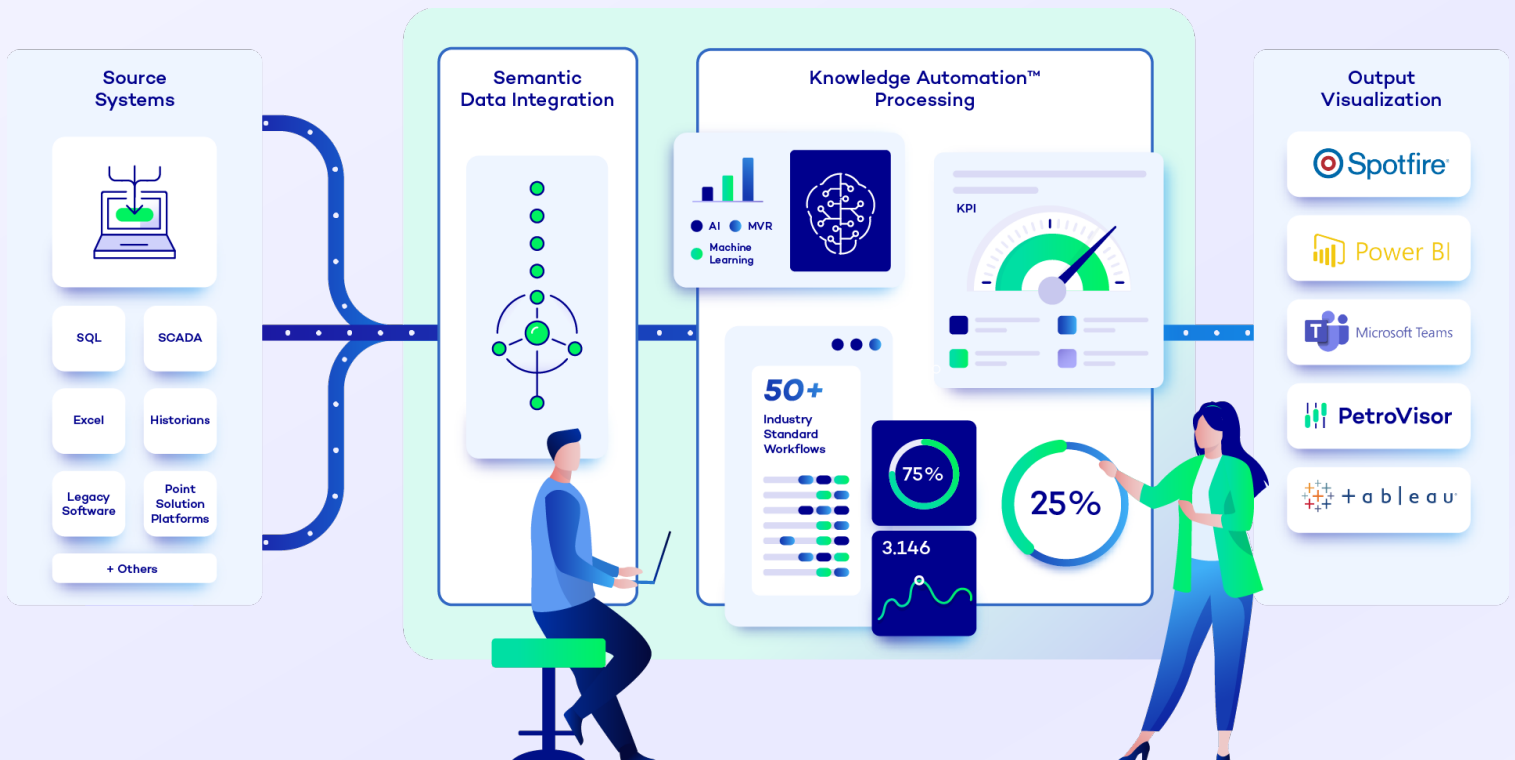 Source
Systems
SQL
SCADA
Excel
Historians
Legacy
Software
Point
Solution
Platforms
+ Others
Semantic
Data Integration
Knowledge Automation™
Processing
AI
MVR
Machine
Learning
KPI
50+
Industry
Standard
Workflows
75%
3.146
25%
Output
Visualization
Spotfire®
Power BI
Microsoft Teams
PetroVisor
+ableau